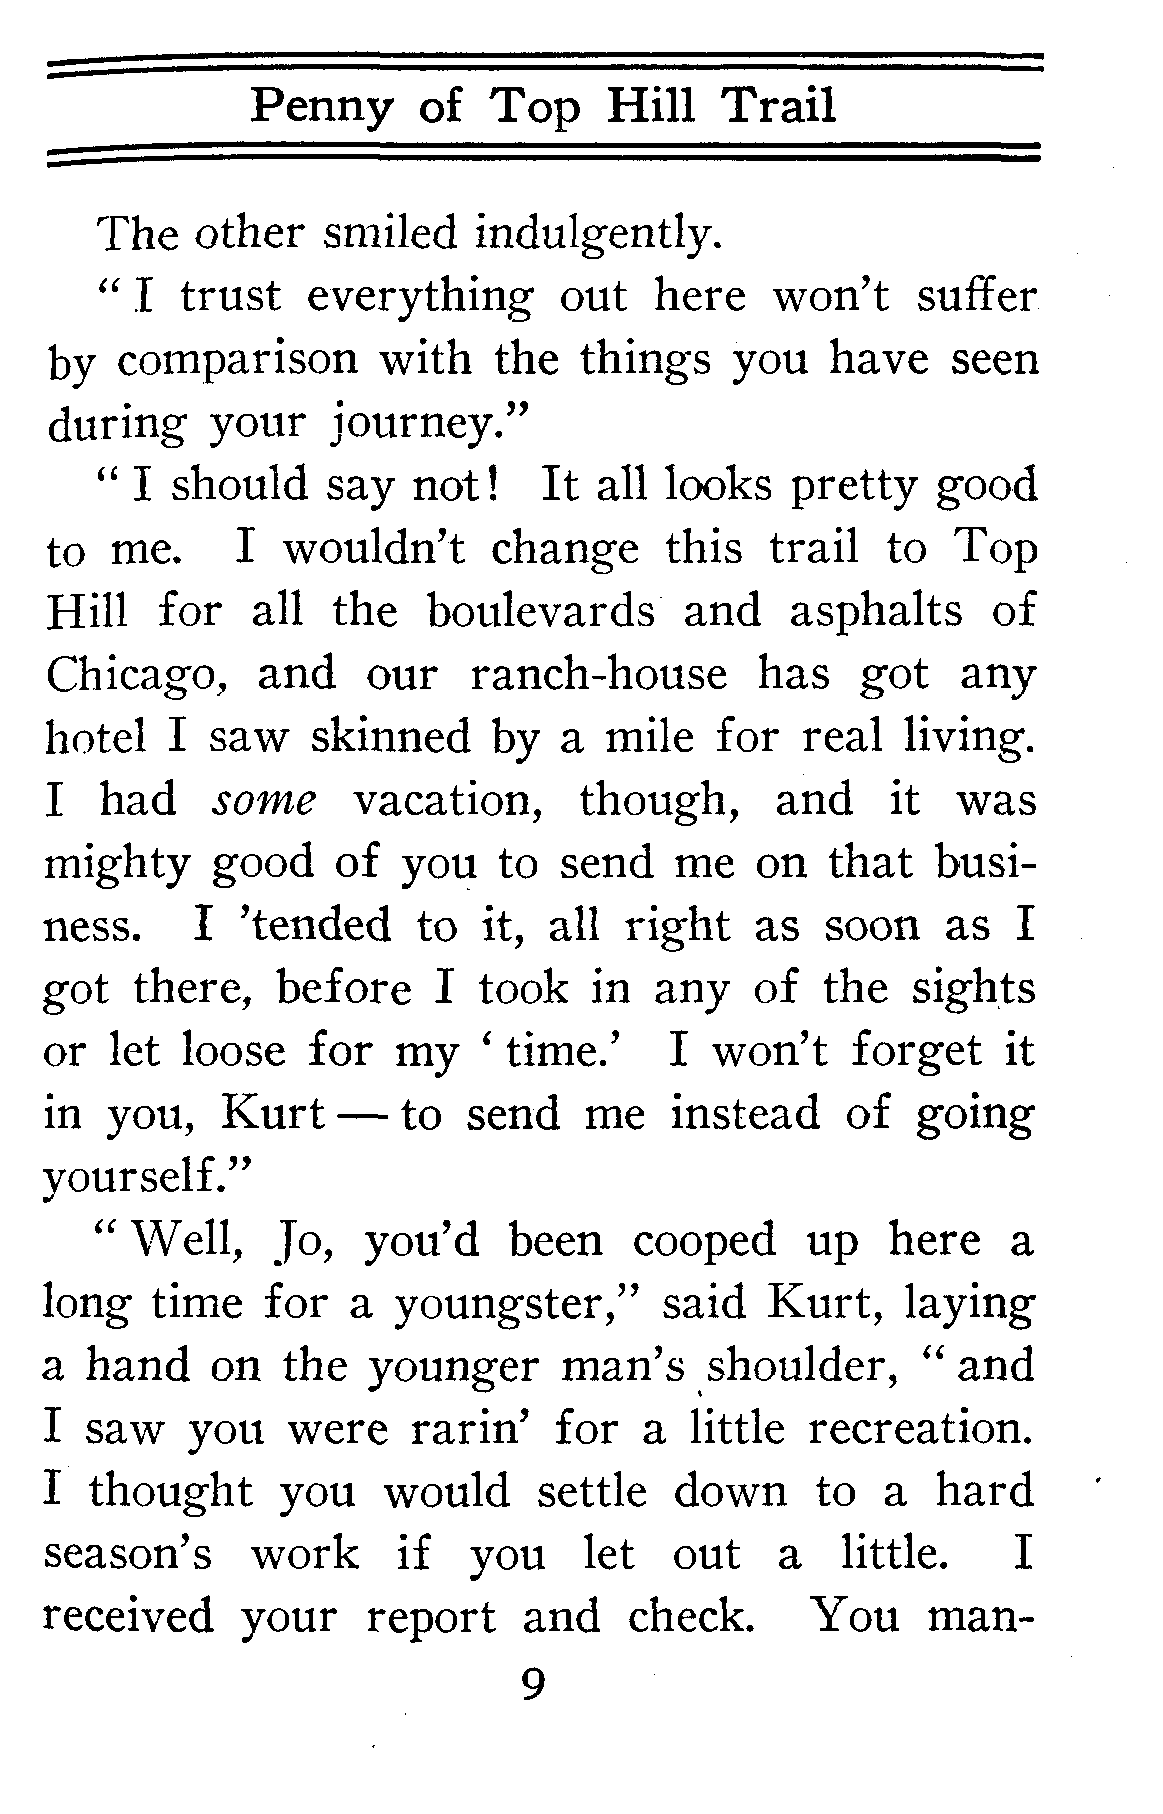 Penny of Top Hill Trail
The other smiled indulgently.
“ I trust everything out here won’t suffer
by comparison with the things you have seen
during your journey.”
“ I should say not! It all looks pretty good
to me. I wouldn’t change this trail to Top
Hill for all the boulevards and asphalts of
Chicago, and our ranch-house has got any
hotel I saw skinned by a mile for real living.
I had some vacation, though, and it was
mighty good of you to send me on that busi-
ness. I ’tended to it, all right as soon as I
got there, before I took in any of the sights
or let loose for my ‘ time.’ I won’t forget it
in you, Kurt — to send me instead of going
yourself.”
“ Well, Jo, you’d been cooped up here a
long time for a youngster,” said Kurt, laying
a hand on the younger man’s shoulder, “ and
I saw you were rarin’ for a little recreation.
I thought you would settle down to a hard
season’s work if you let out a little. I
received your report and check. You man-
9